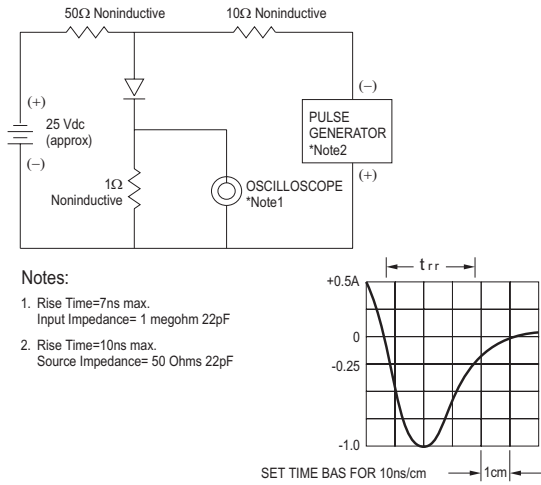 50Ω Noninductive
10Ω Noninductive
(+)
25 Vdc
(approx)
(−)
1Ω
Noninductive
OSCILLOSCOPE
*Note1
(−)
PULSE
GENERATOR
*Note2
(+)
Notes:
1. Rise Time=7ns max.
Input Impedance= 1 megohm 22pF
2. Rise Time=10ns max.
Source Impedance= 50 Ohms 22pF
trr
+0.5A
0
-0.25
-1.0
SET TIME BAS FOR 10ns/cm
1cm